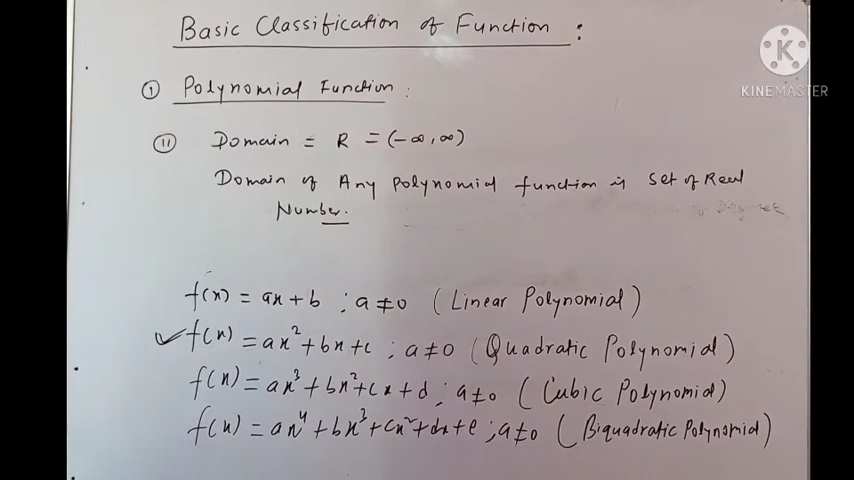 Basic Classification of Function :
KINEMASTER
① Polynomial Function :
⑪ Domain = R = (-∞, ∞)
Domain of Any polynomial function is Set of Real
Number.
f(x) = ax + b ; a ≠ 0 (Linear Polynomial)
✓ f(x) = ax² + bx + c ; a ≠ 0 (Quadratic Polynomial)
f(x) = ax³ + bx² + cx + d ; a ≠ 0 (Cubic Polynomial)
f(x) = ax⁴ + bx³ + cx² + dx + e ; a ≠ 0 (Biquadratic Polynomial)